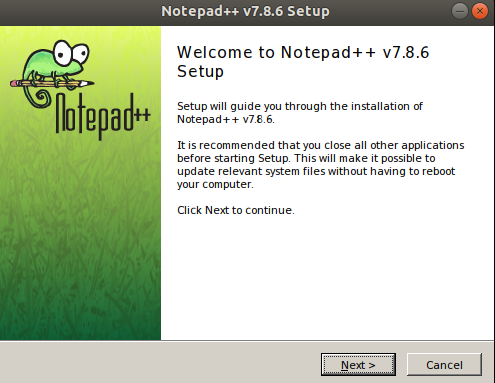 Notepad++ v7.8.6 Setup
Notepad++
Welcome to Notepad++ v7.8.6
Setup
Setup will guide you through the installation of
Notepad++ v7.8.6.
It is recommended that you close all other applications
before starting Setup. This will make it possible to
update relevant system files without having to reboot
your computer.
Click Next to continue.
Next >
Cancel